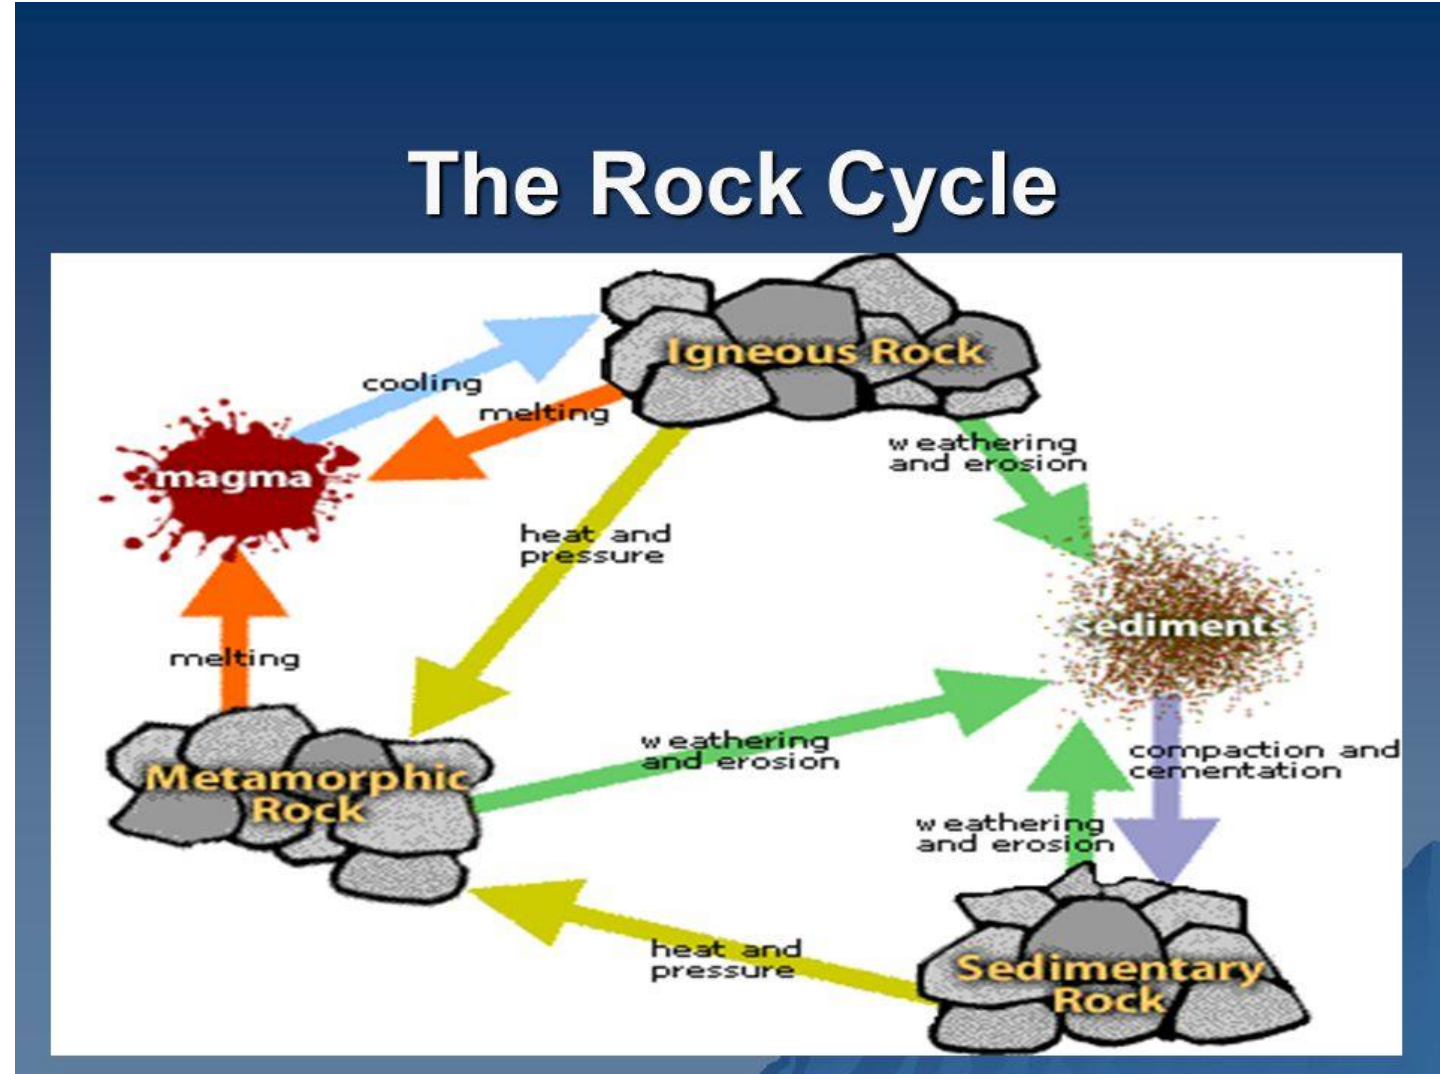 The Rock Cycle
Igneous Rock
cooling
melting
weathering
and erosion
magma
heat and
pressure
sediments
melting
weathering
and erosion
compaction and
cementation
Metamorphic
Rock
weathering
and erosion
heat and
pressure
Sedimentary
Rock